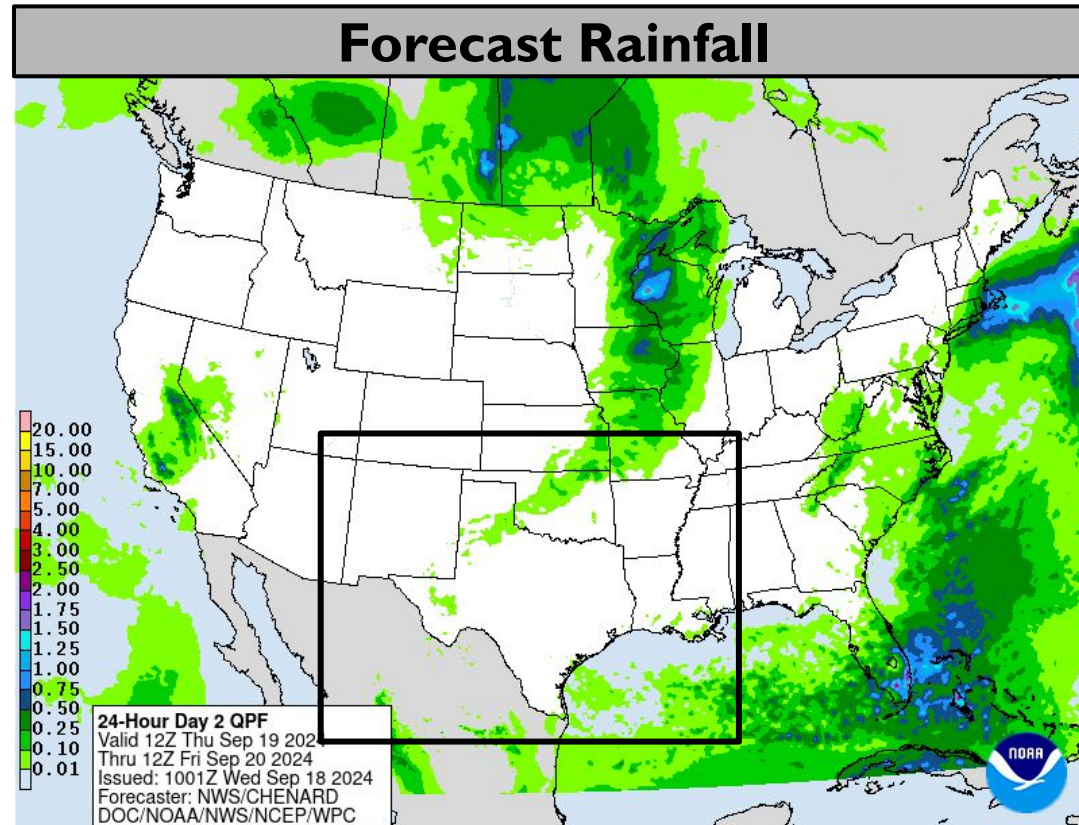 Forecast Rainfall
20.00
15.00
10.00
7.00
5.00
4.00
3.00
2.50
2.00
1.75
1.50
1.25
1.00
0.75
0.50
0.25
0.10
0.01
24-Hour Day 2 QPF
Valid 12Z Thu Sep 19 2024
Thru 12Z Fri Sep 20 2024
Issued: 1001Z Wed Sep 18 2024
Forecaster: NWS/CHENARD
DOC/NOAA/NWS/NCEP/WPC
NOAA